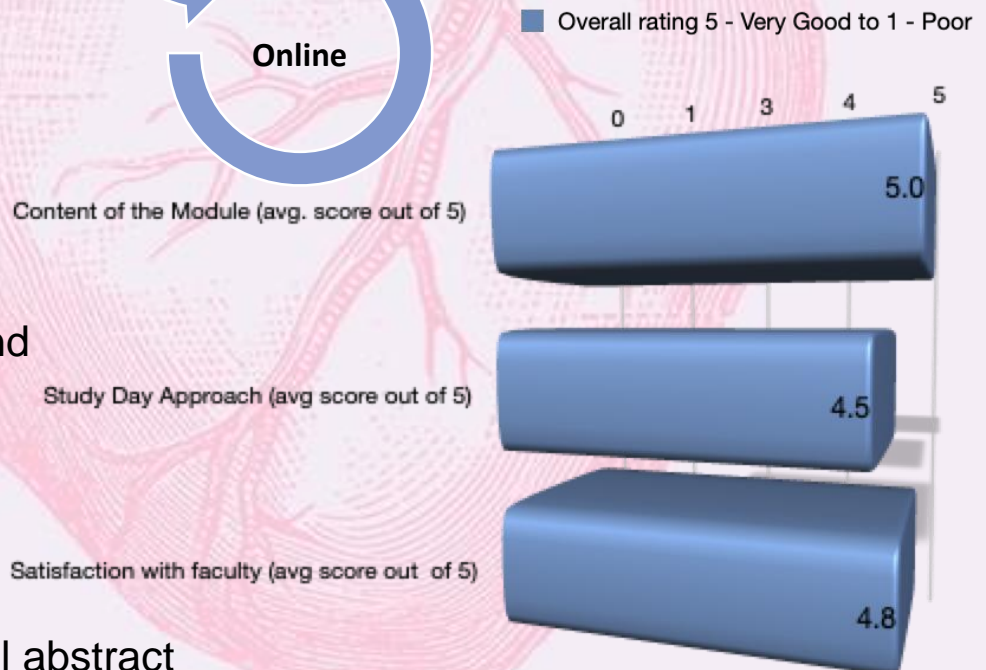 Online
Overall rating 5 - Very Good to 1 - Poor
0 1 3 4 5
Content of the Module (avg. score out of 5)
5.0
nd
Study Day Approach (avg score out of 5)
4.5
Satisfaction with faculty (avg score out of 5)
4.8
l abstract